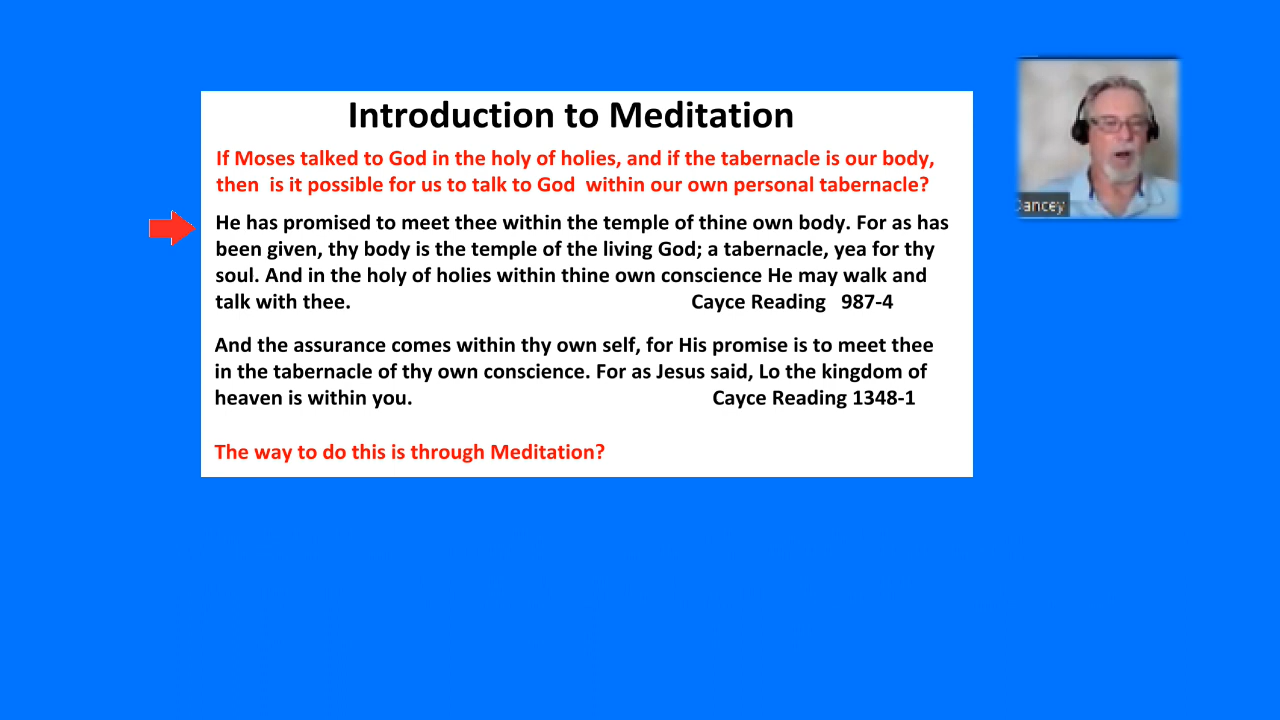 Introduction to Meditation
If Moses talked to God in the holy of holies, and if the tabernacle is our body,
then is it possible for us to talk to God within our own personal tabernacle?
He has promised to meet thee within the temple of thine own body. For as has
been given, thy body is the temple of the living God; a tabernacle, yea for thy
soul. And in the holy of holies within thine own conscience He may walk and
talk with thee. Cayce Reading 987-4
And the assurance comes within thy own self, for His promise is to meet thee
in the tabernacle of thy own conscience. For as Jesus said, Lo the kingdom of
heaven is within you. Cayce Reading 1348-1
The way to do this is through Meditation?
Dancey